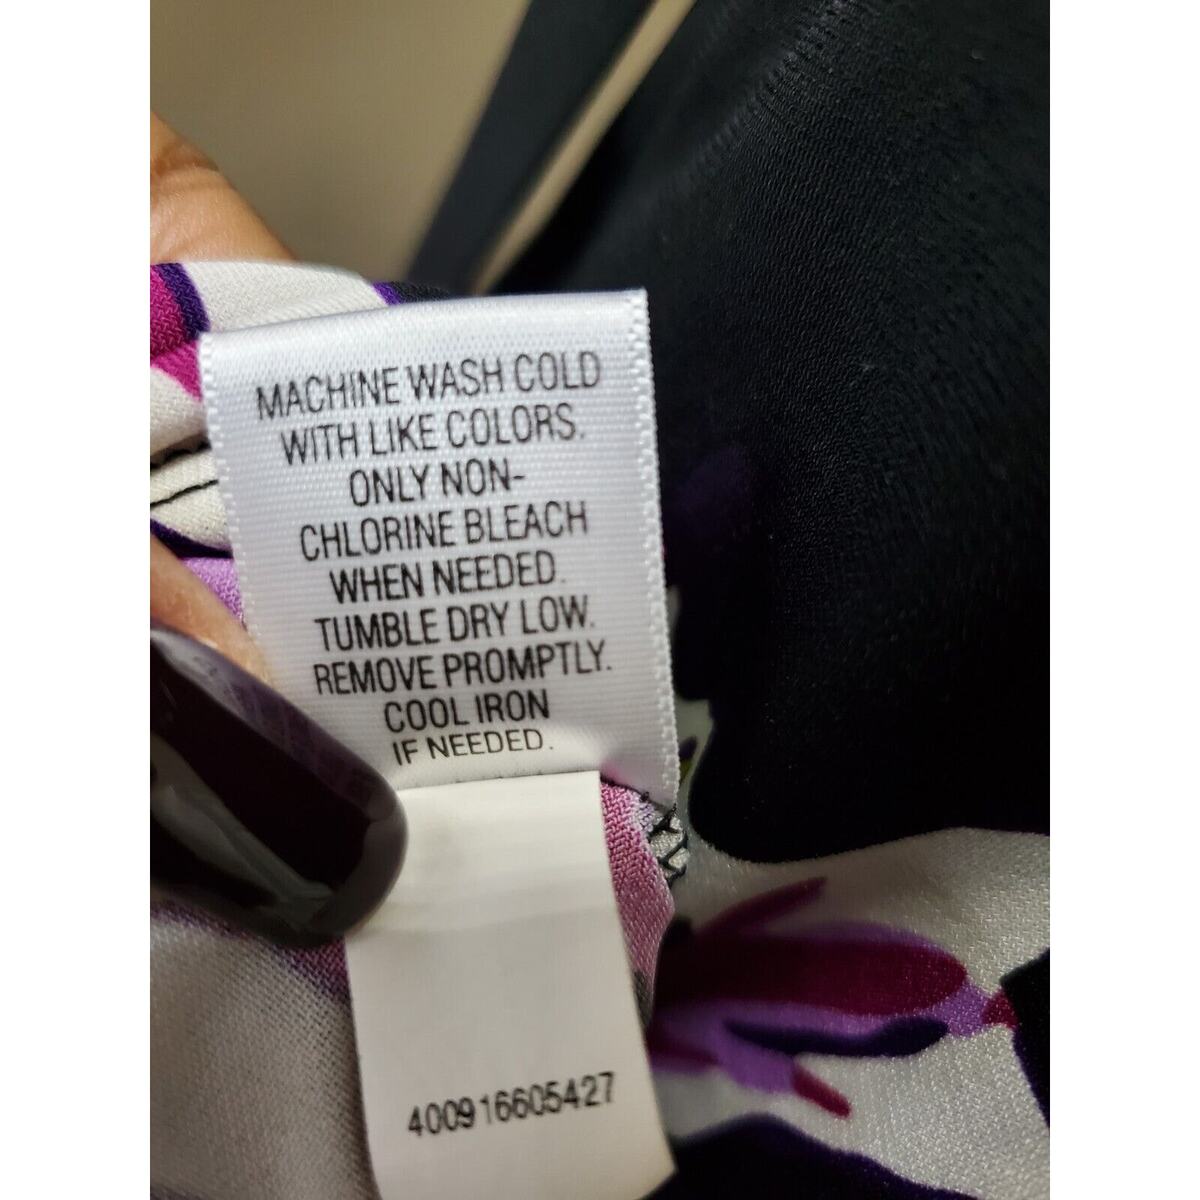 MACHINE WASH COLD
WITH LIKE COLORS.
ONLY NON-
CHLORINE BLEACH
WHEN NEEDED.
TUMBLE DRY LOW.
REMOVE PROMPTLY.
COOL IRON
IF NEEDED.
400916605427